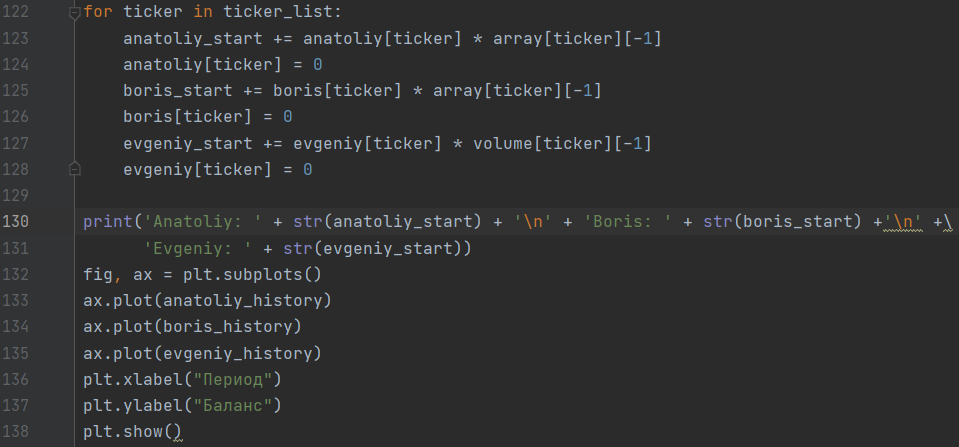 122 for ticker in ticker_list:
123     anatoliy_start += anatoliy[ticker] * array[ticker][-1]
124     anatoliy[ticker] = 0
125     boris_start += boris[ticker] * array[ticker][-1]
126     boris[ticker] = 0
127     evgeniy_start += evgeniy[ticker] * volume[ticker][-1]
128     evgeniy[ticker] = 0
129
130 print('Anatoliy: ' + str(anatoliy_start) + '\n' + 'Boris: ' + str(boris_start) +'\n' +\
131       'Evgeniy: ' + str(evgeniy_start))
132 fig, ax = plt.subplots()
133 ax.plot(anatoliy_history)
134 ax.plot(boris_history)
135 ax.plot(evgeniy_history)
136 plt.xlabel("Период")
137 plt.ylabel("Баланс")
138 plt.show()